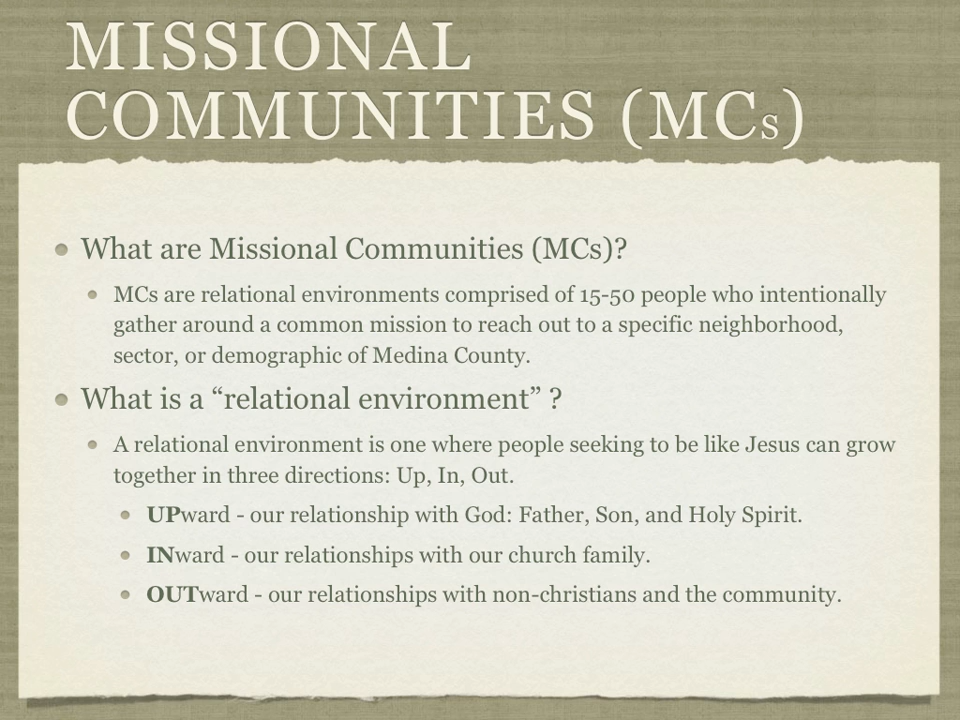 MISSIONAL
COMMUNITIES (MCs)
What are Missional Communities (MCs)?
MCs are relational environments comprised of 15-50 people who intentionally
gather around a common mission to reach out to a specific neighborhood,
sector, or demographic of Medina County.
What is a “relational environment” ?
A relational environment is one where people seeking to be like Jesus can grow
together in three directions: Up, In, Out.
UPward - our relationship with God: Father, Son, and Holy Spirit.
INward - our relationships with our church family.
OUTward - our relationships with non-christians and the community.